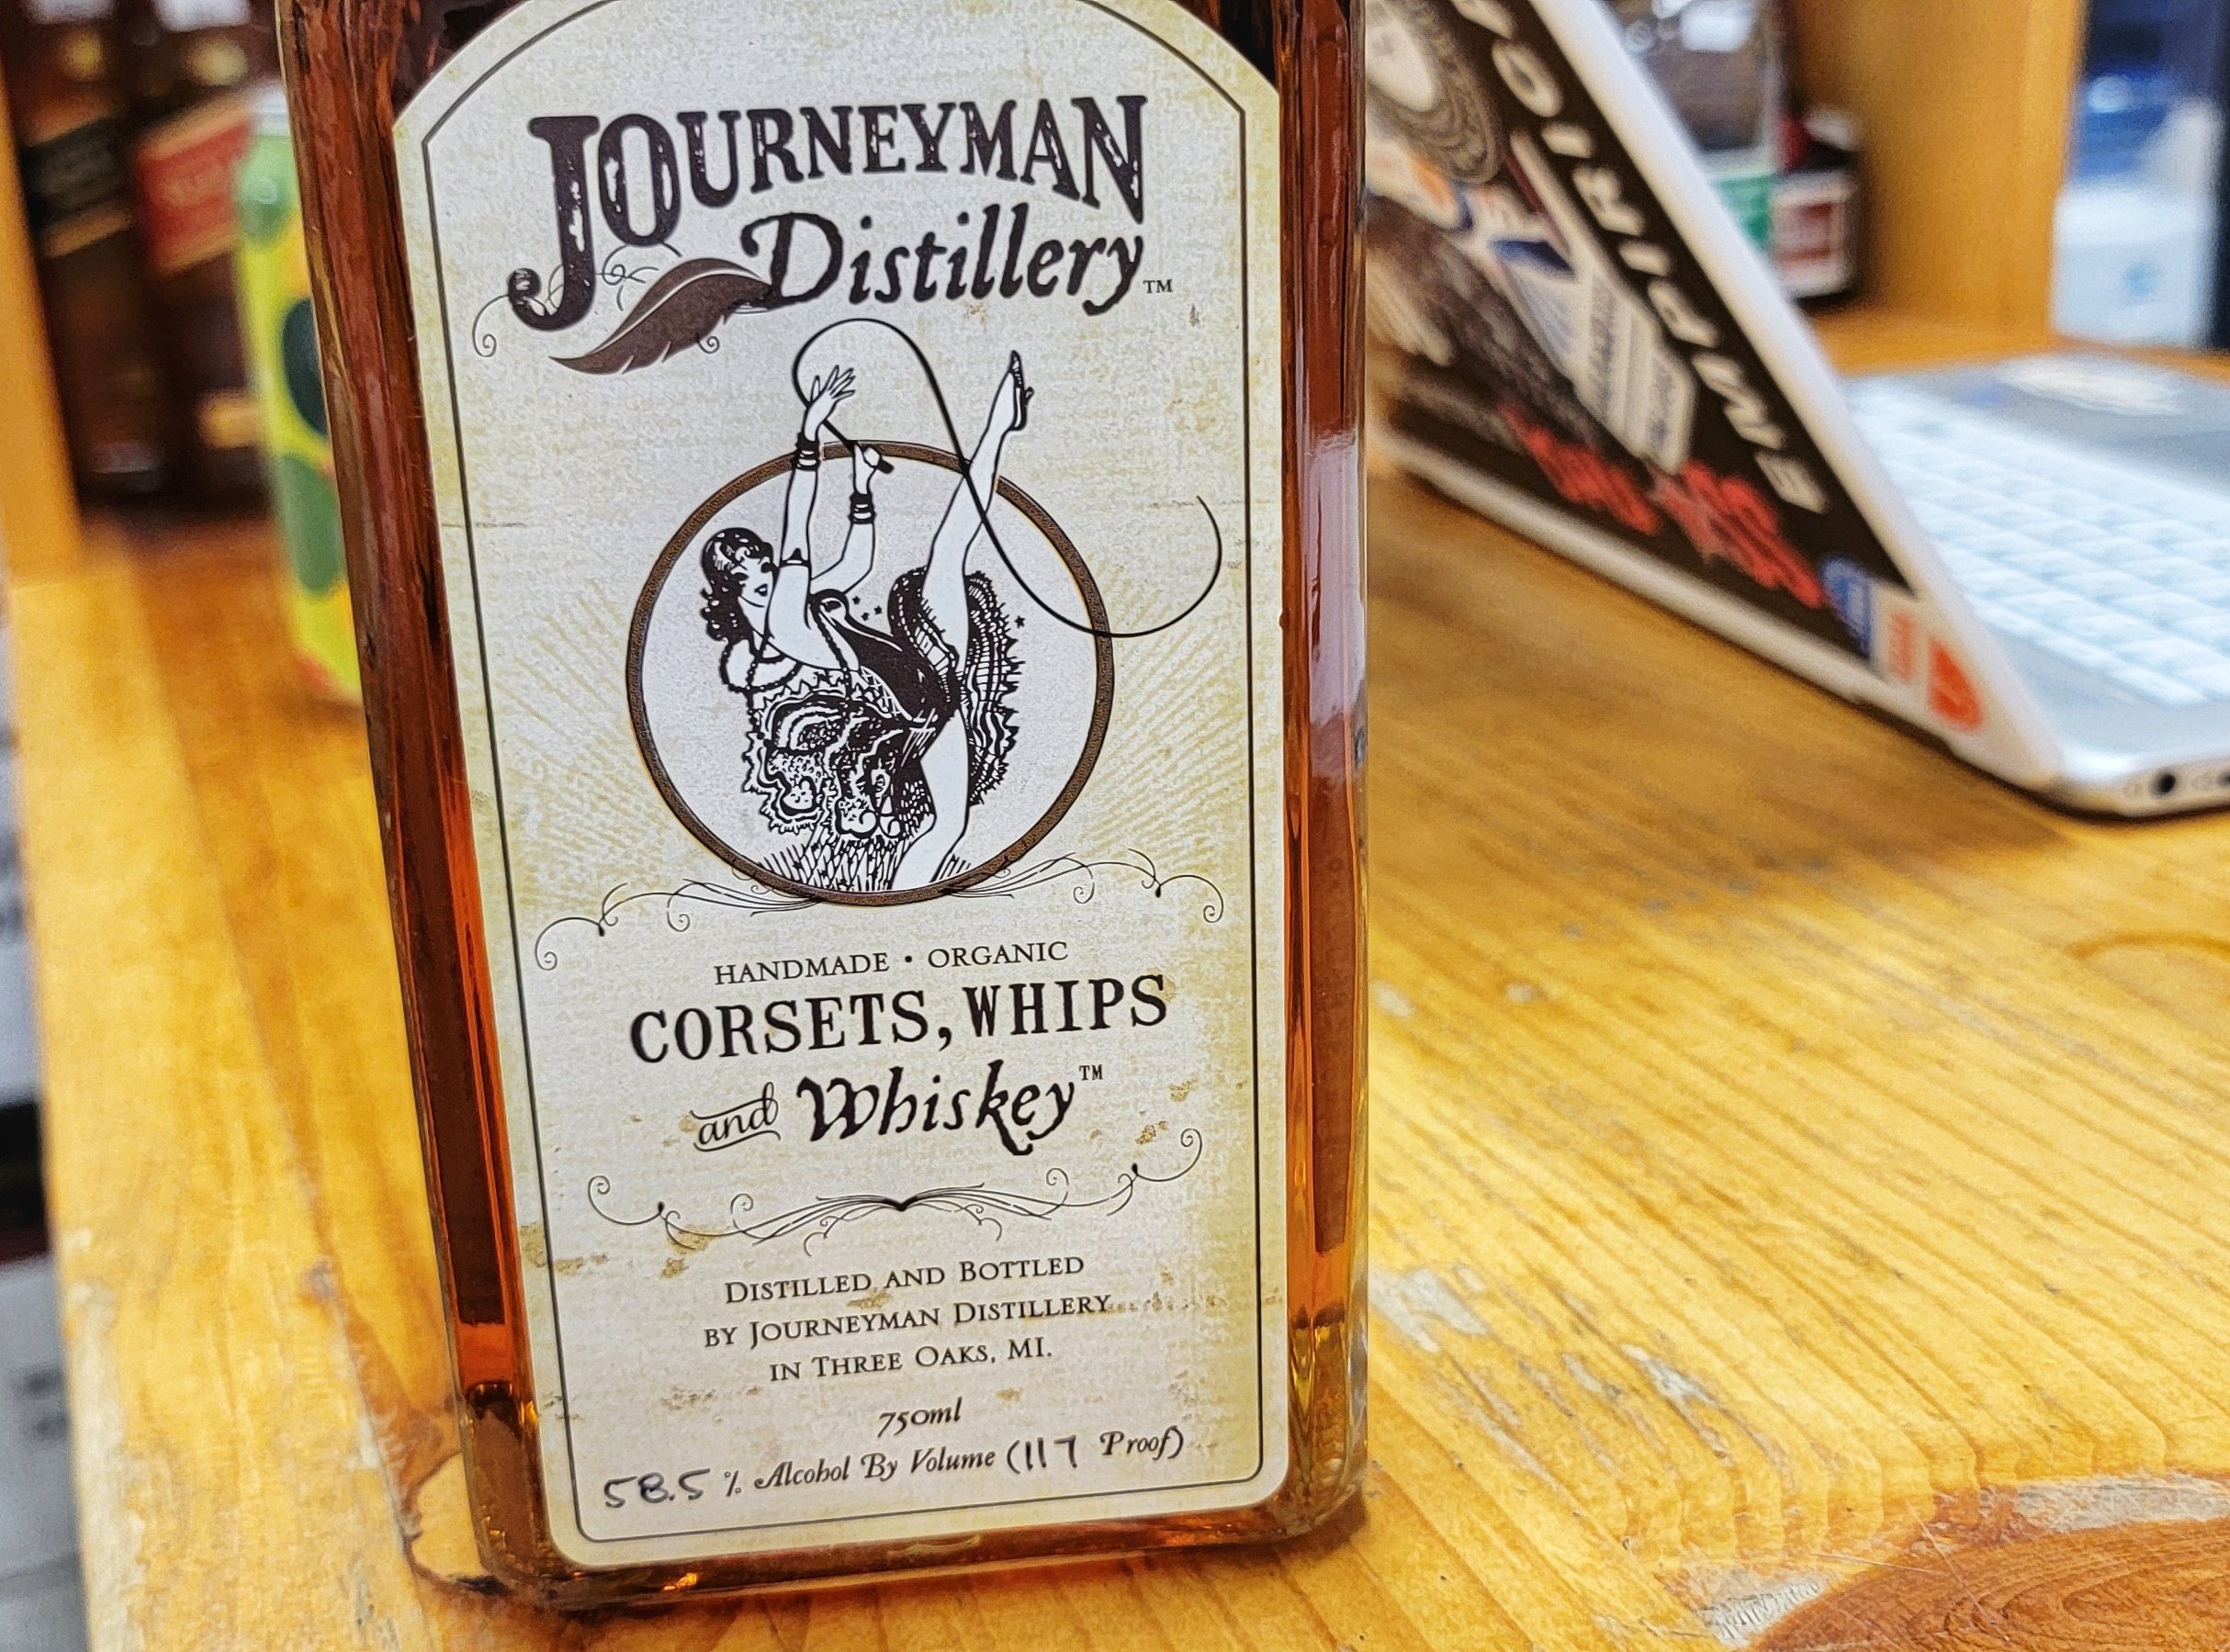 JOURNEYMAN
Distillery™
HANDMADE • ORGANIC
CORSETS, WHIPS
and Whiskey™
DISTILLED AND BOTTLED
BY JOURNEYMAN DISTILLERY
IN THREE OAKS, MI.
750ml
58.5 % Alcohol By Volume (117 Proof)
EMPIRICAL